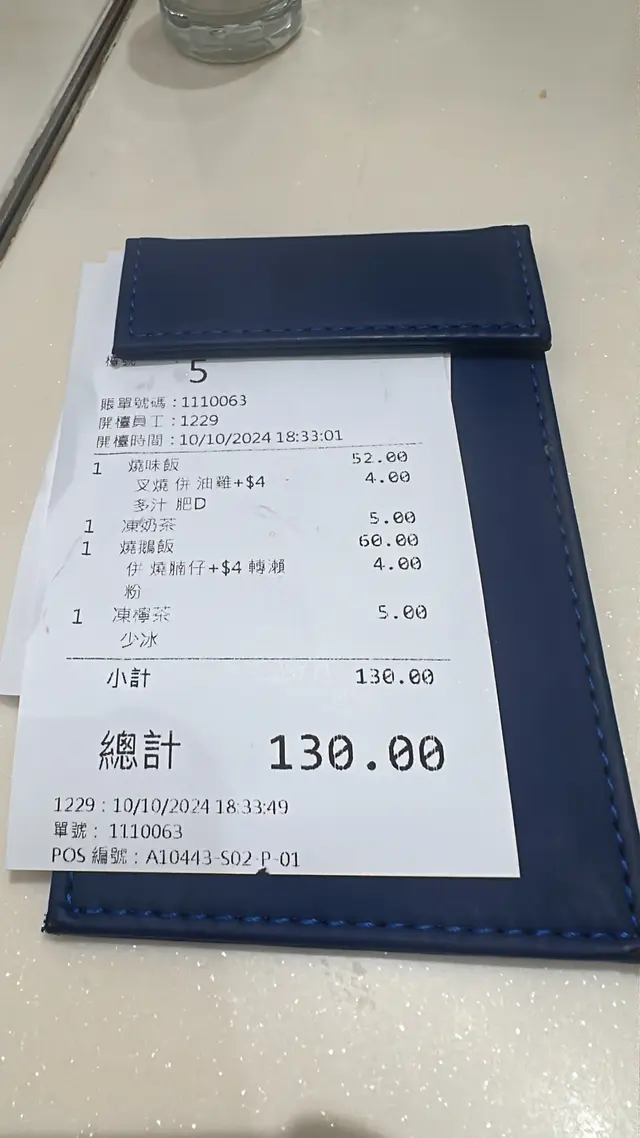 檯號 : 5
賬單號碼 : 1110063
開檯員工 : 1229
開檯時間 : 10/10/2024 18:33:01
1 燒味飯 52.00
叉燒 併 油雞+$4 4.00
多汁 肥D
1 凍奶茶 5.00
1 燒鵝飯 60.00
併 燒腩仔+$4 轉瀨 4.00
粉
1 凍檸茶 5.00
少冰
小計 130.00
總計 130.00
1229 : 10/10/2024 18:33:49
單號 : 1110063
POS 編號 : A10443-S02-P-01